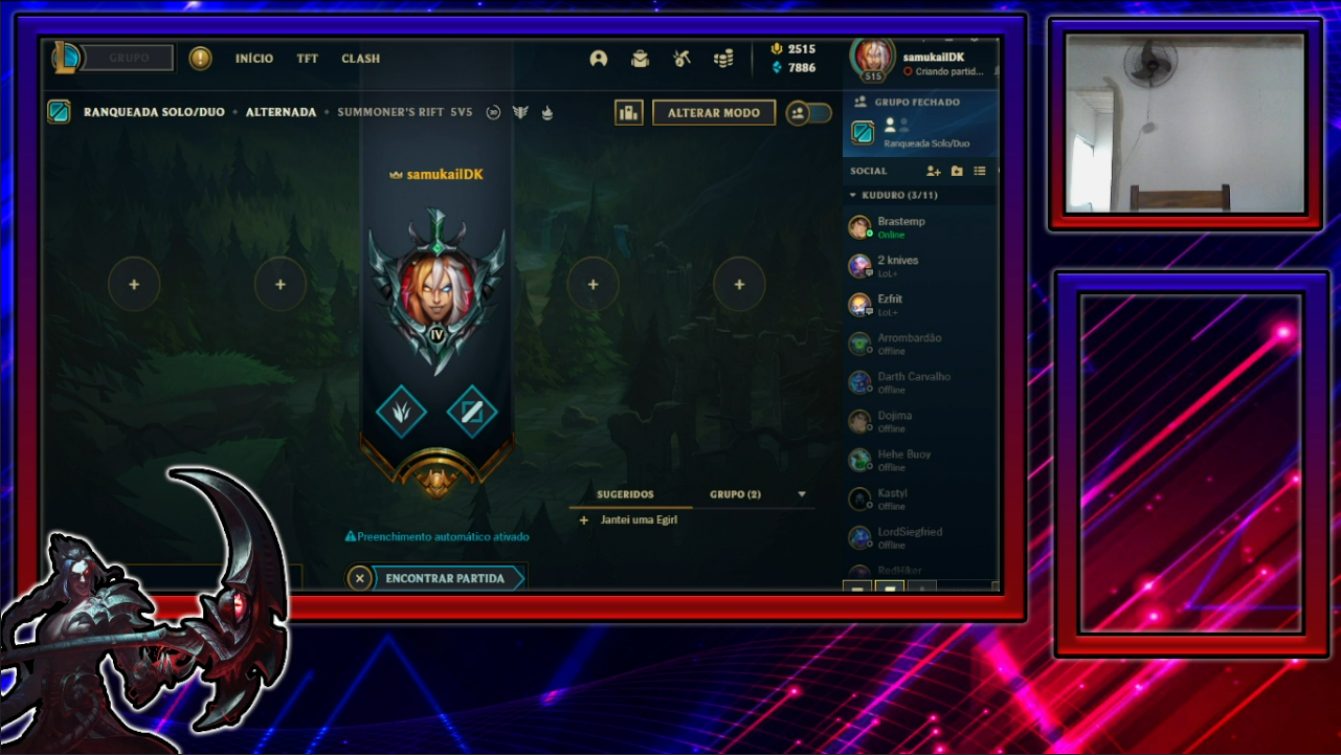 GRUPO
INÍCIO
TFT
CLASH
2515
7886
515
samukailDK
Criando partid...
RANQUEADA SOLO/DUO • ALTERNADA • SUMMONER'S RIFT 5V5
30
ALTERAR MODO
GRUPO FECHADO
Ranqueada Solo/Duo
SOCIAL
KUDURO (3/11)
Brastemp
Online
2 knives
LoL+
Ezfrit
LoL+
Arrombardão
Offline
Darth Carvalho
Offline
Dojima
Offline
Hehe Buoy
Offline
Kastyl
Offline
LordSiegfried
Offline
RedHiker
samukailDK
IV
SUGERIDOS
GRUPO (2)
+ Jantei uma Egirl
Preenchimento automático ativado
ENCONTRAR PARTIDA